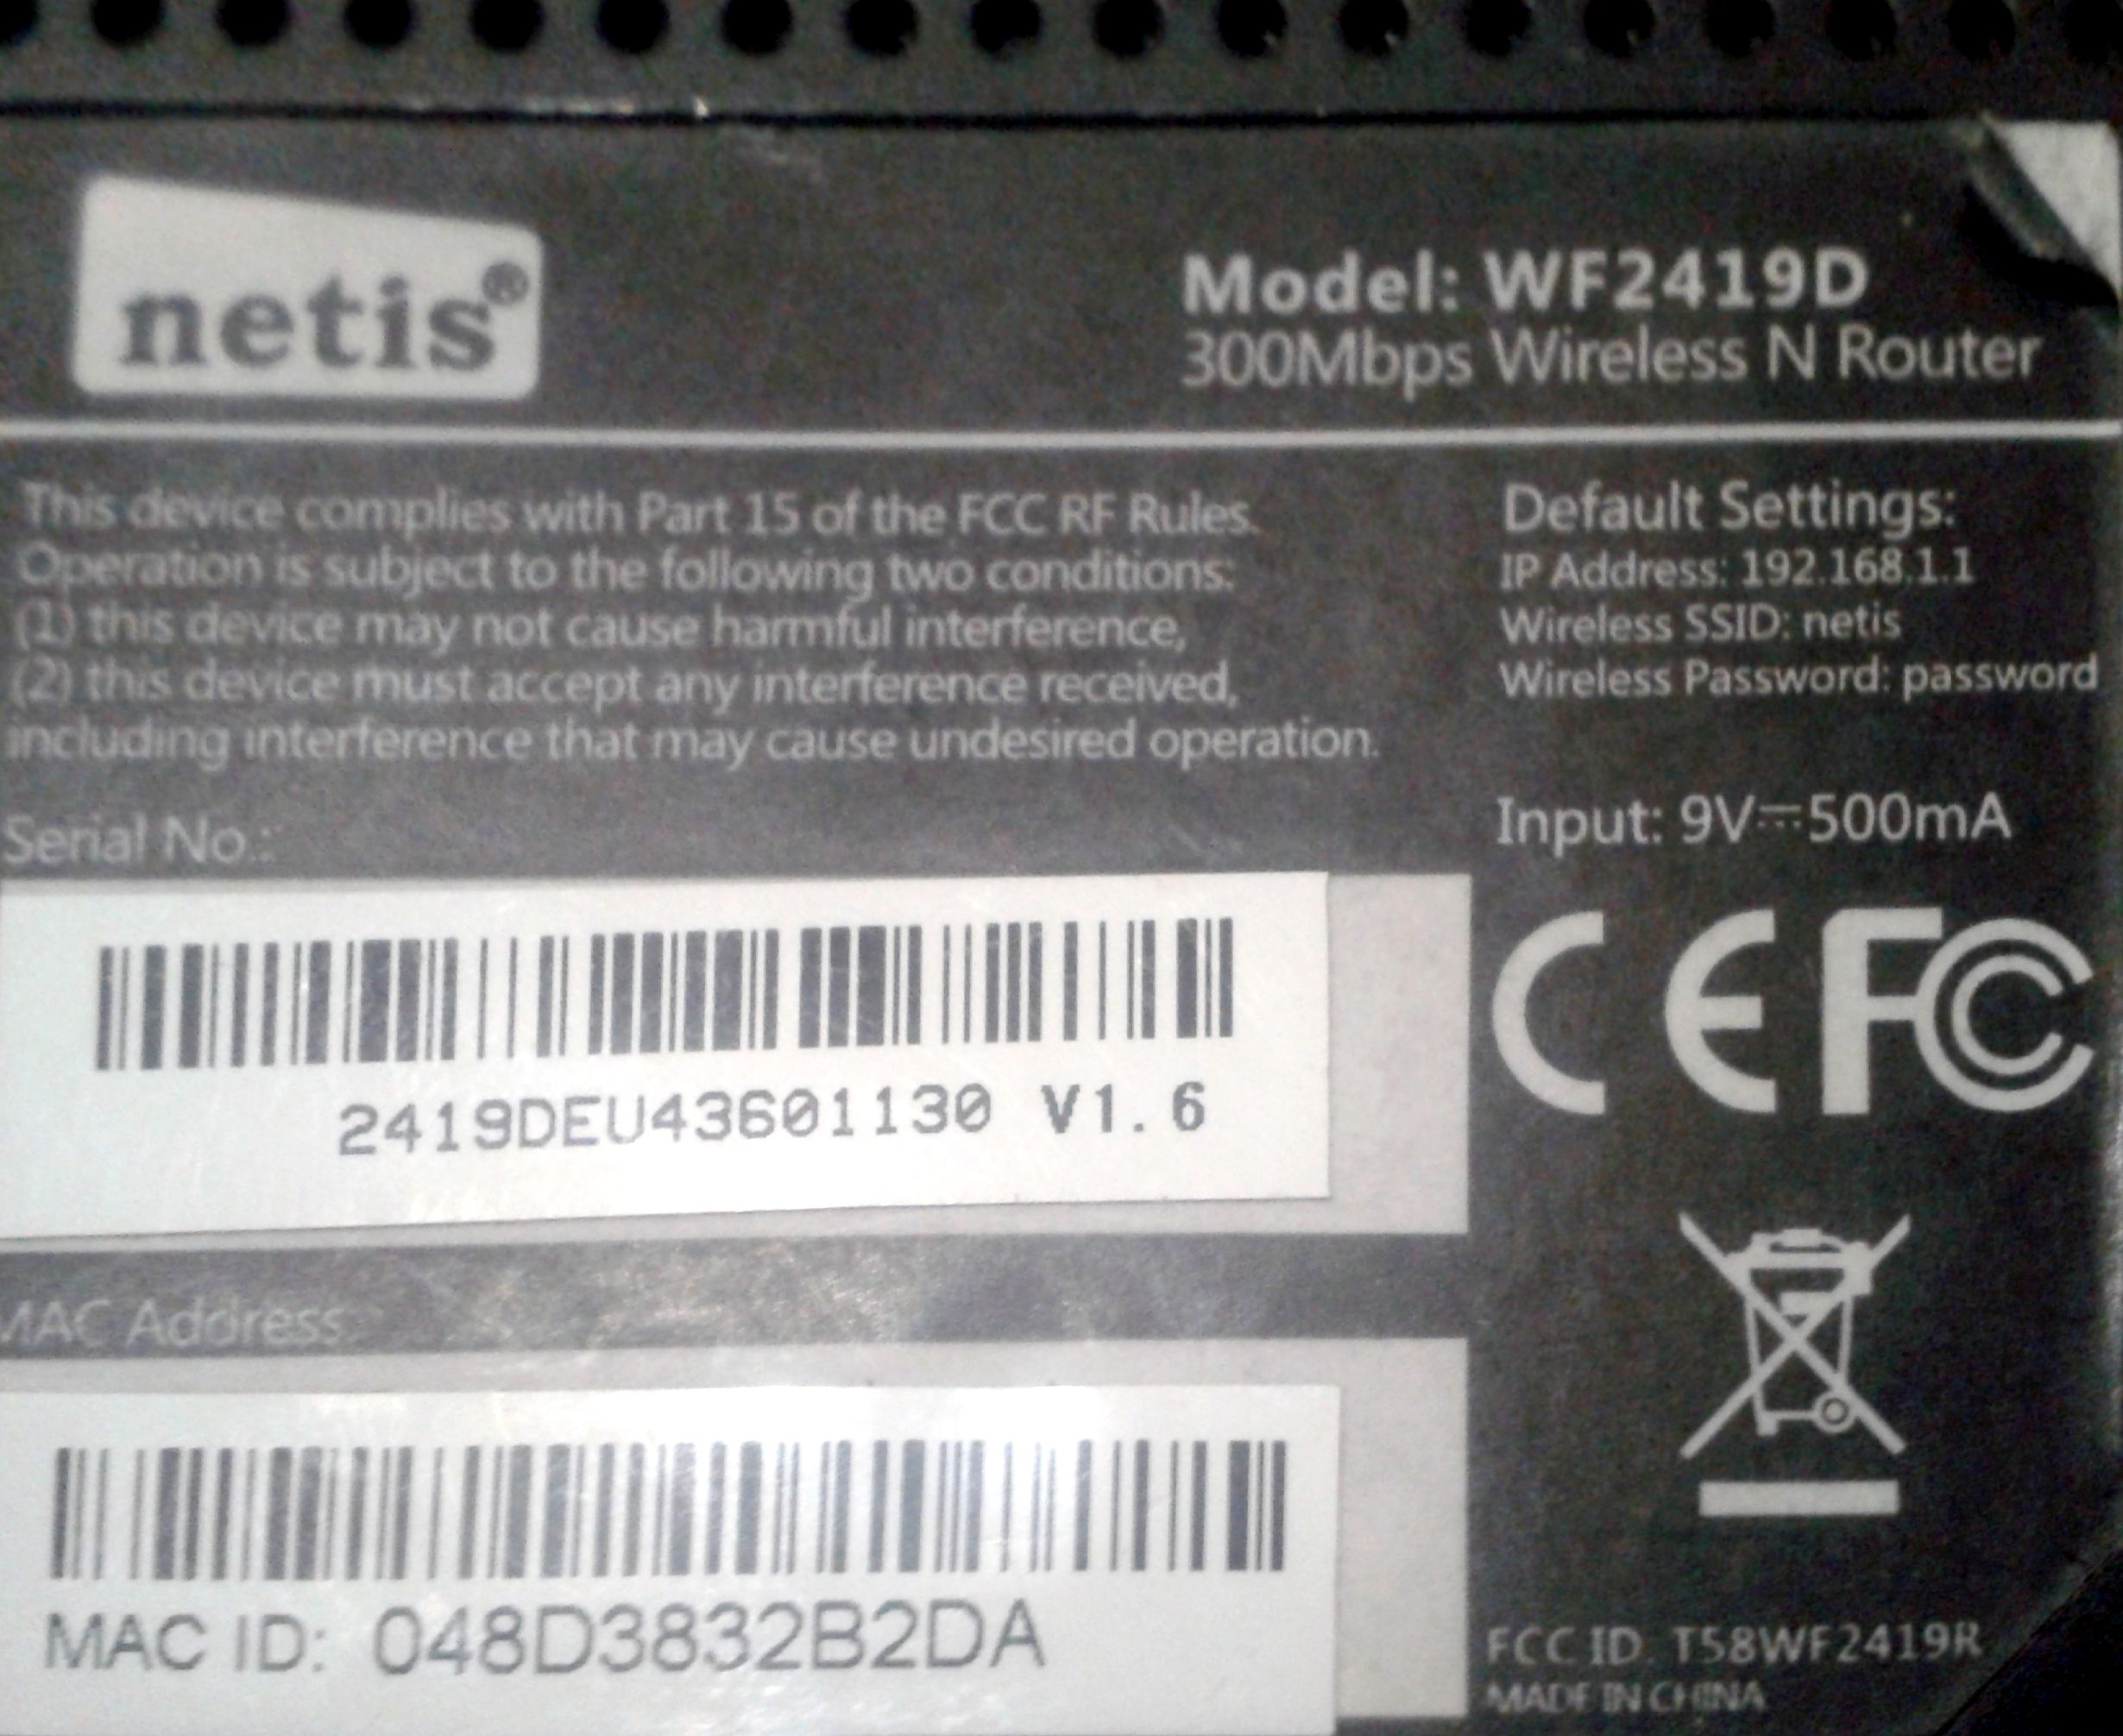 netis®
Model: WF2419D
300Mbps Wireless N Router
This device complies with Part 15 of the FCC RF Rules.
Operation is subject to the following two conditions:
(1) this device may not cause harmful interference,
(2) this device must accept any interference received,
including interference that may cause undesired operation.
Default Settings:
IP Address: 192.168.1.1
Wireless SSID: netis
Wireless Password: password
Input: 9V⎓500mA
Serial No.:
2419DEU43601130 V1.6
CE FC
MAC Address
MAC ID: 048D3832B2DA
FCC ID: T58WF2419R
MADE IN CHINA